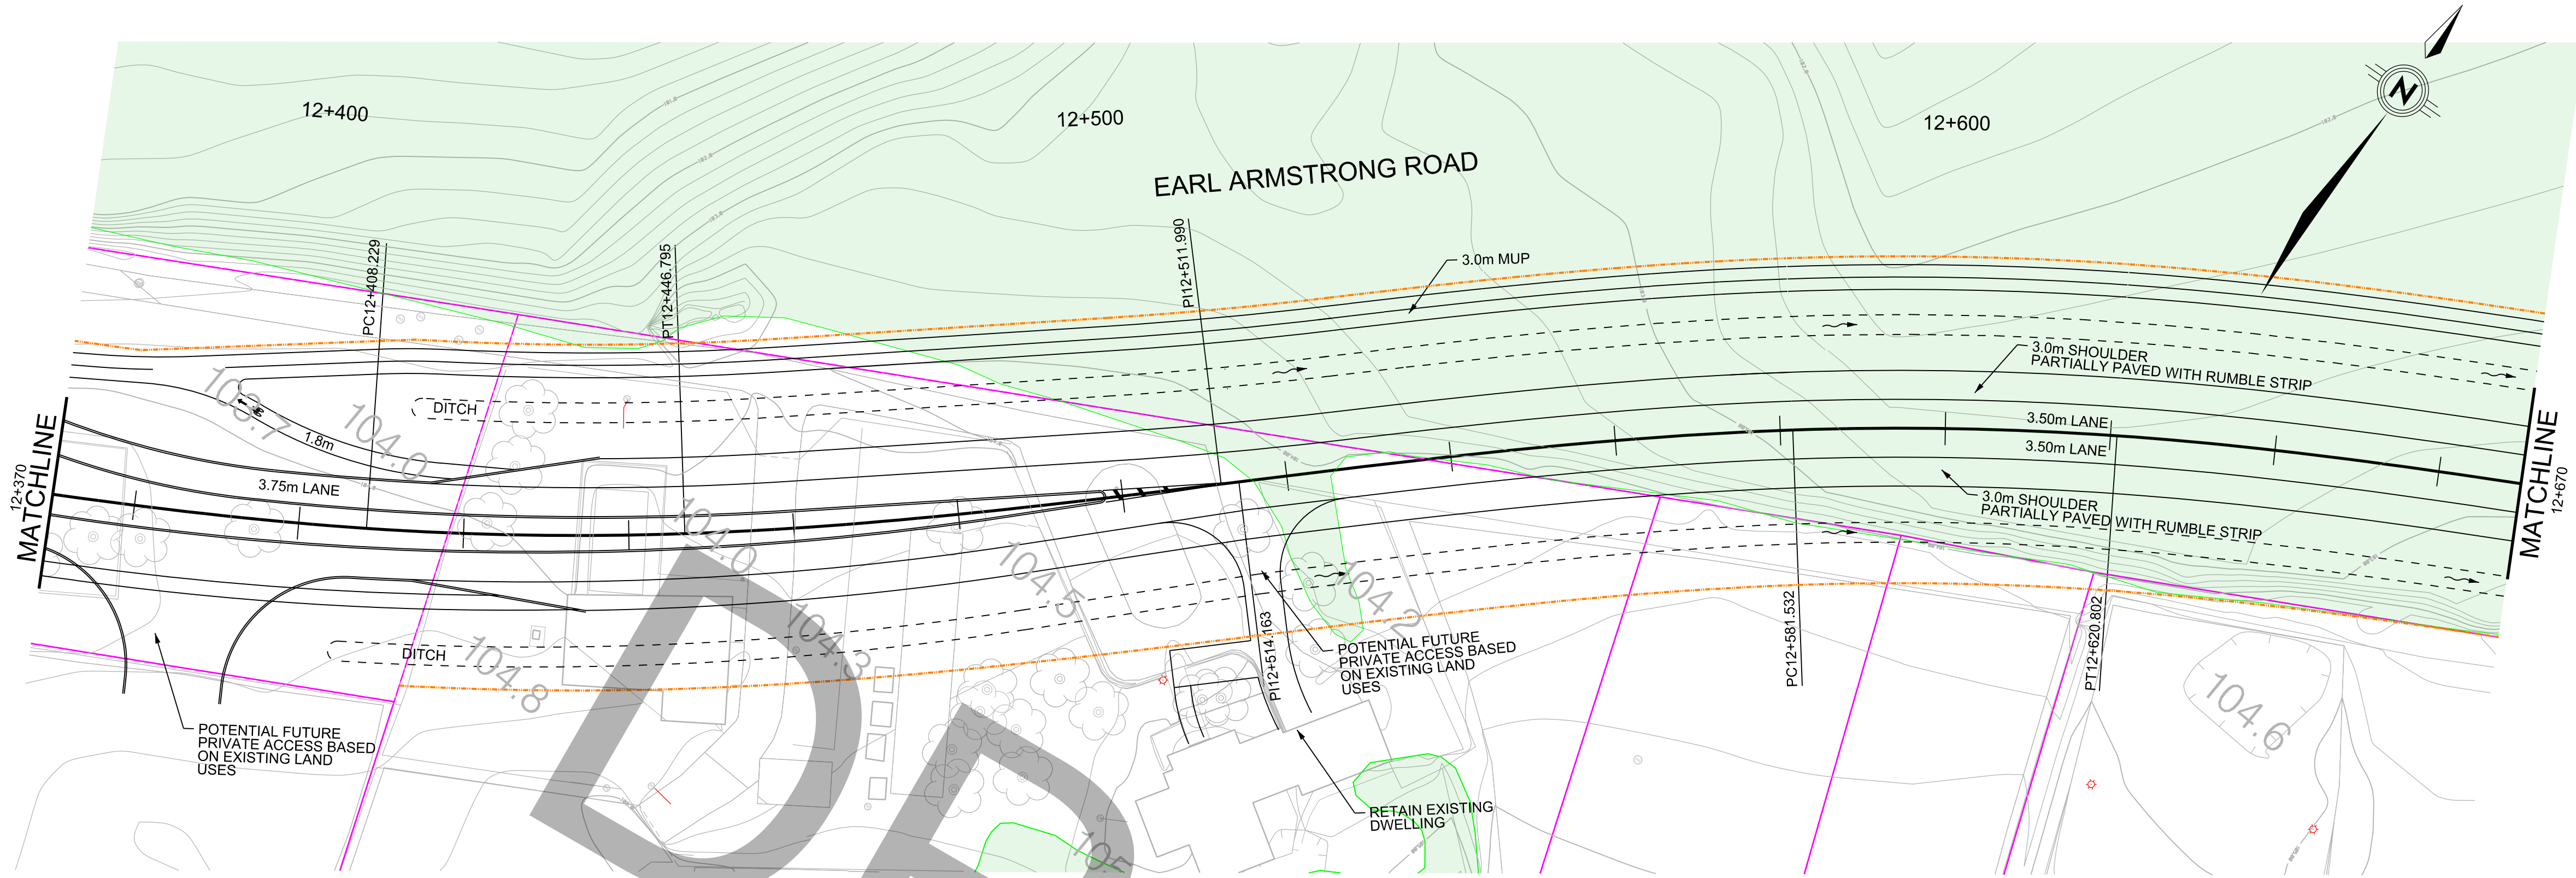 12+400
12+500
12+600
N
EARL ARMSTRONG ROAD
PC12+408.229
PT12+446.795
PI12+511.990
3.0m MUP
3.0m SHOULDER
PARTIALLY PAVED WITH RUMBLE STRIP
103.7
104.0
DITCH
1.8m
3.50m LANE
3.50m LANE
MATCHLINE
12+370
MATCHLINE
12+670
3.75m LANE
3.0m SHOULDER
PARTIALLY PAVED WITH RUMBLE STRIP
104.0
104.5
104.2
104.3
104.8
DITCH
PI12+514.163
PC12+581.532
PT12+620.802
POTENTIAL FUTURE
PRIVATE ACCESS BASED
ON EXISTING LAND
USES
104.6
POTENTIAL FUTURE
PRIVATE ACCESS BASED
ON EXISTING LAND
USES
RETAIN EXISTING
DWELLING